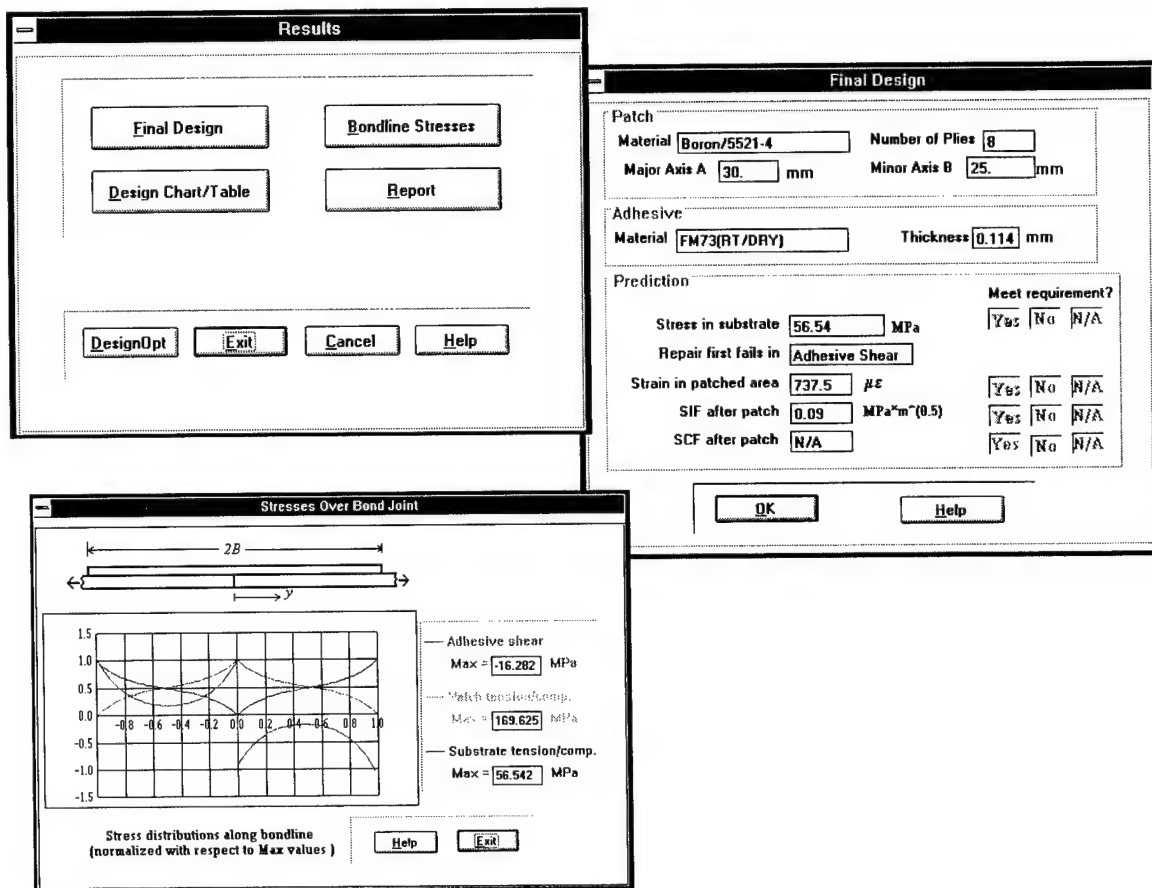 Results
Final Design
Bondline Stresses
Design Chart/Table
Report
DesignOpt
Exit
Cancel
Help
Final Design
Patch
Material Boron/5521-4 Number of Plies 8
Major Axis A 30. mm Minor Axis B 25. mm
Adhesive
Material FM73(RT/DRY) Thickness 0.114 mm
Prediction
Meet requirement?
Stress in substrate 56.54 MPa Yes No N/A
Repair first fails in Adhesive Shear
Strain in patched area 737.5 με Yes No N/A
SIF after patch 0.09 MPa*m^(0.5) Yes No N/A
SCF after patch N/A Yes No N/A
OK
Help
Stresses Over Bond Joint
2B
y
1.5
1.0
0.5
0.0
-0.5
-1.0
-1.5
-0.8 -0.6 -0.4 -0.2 0.0 0.2 0.4 0.6 0.8 1.0
Adhesive shear
Max = -16.282 MPa
tension/comp.
Max = 169.625 MPa
Substrate tension/comp.
Max = 56.542 MPa
Stress distributions along bondline
(normalized with respect to Max values )
Help
Exit